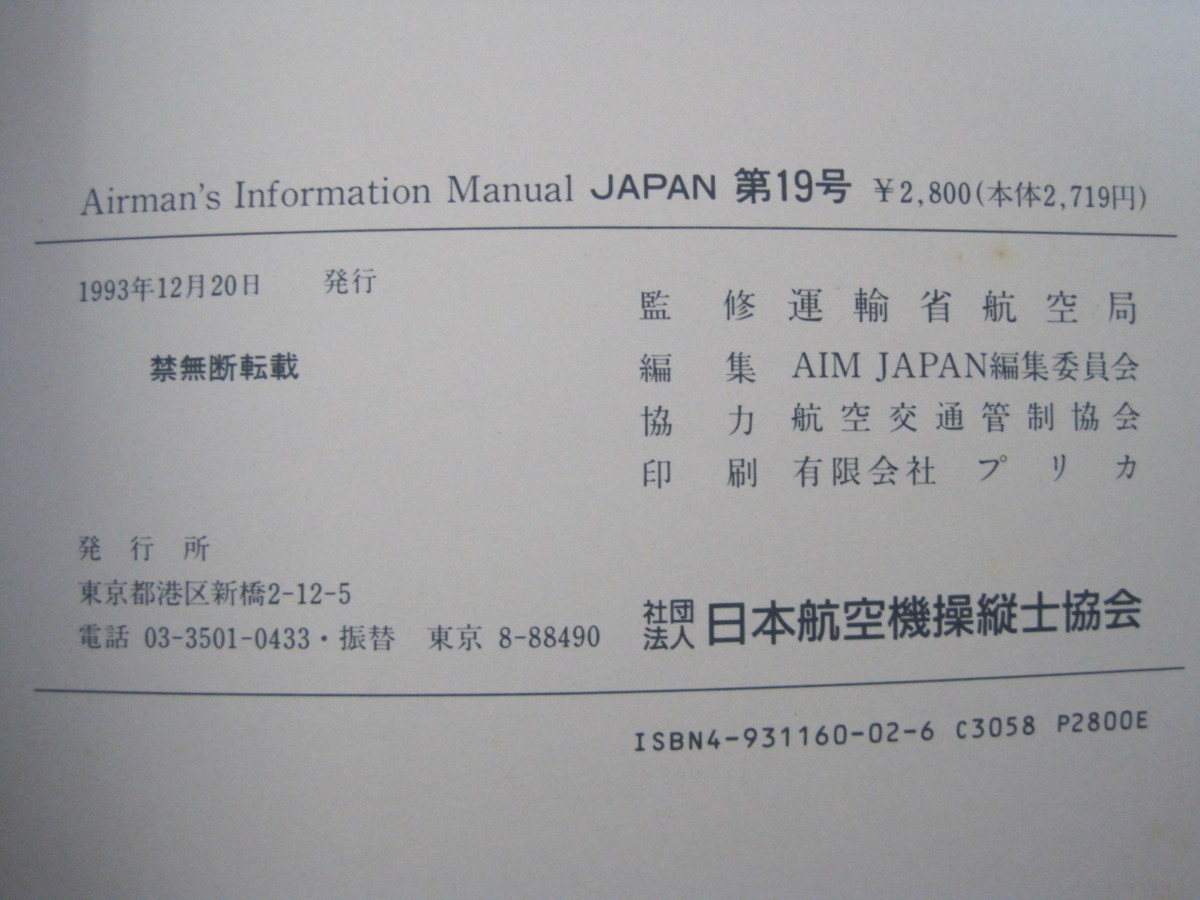 Airman's Information Manual JAPAN 第19号 ￥2,800(本体2,719円)
1993年12月20日 発行
禁無断転載
監 修 運輸省航空局
編 集 AIM JAPAN編集委員会
協 力 航空交通管制協会
印 刷 有限会社 プリカ
発 行 所
東京都港区新橋2-12-5
電話 03-3501-0433・振替 東京 8-88490
社団法人 日本航空機操縦士協会
ISBN4-931160-02-6 C3058 P2800E